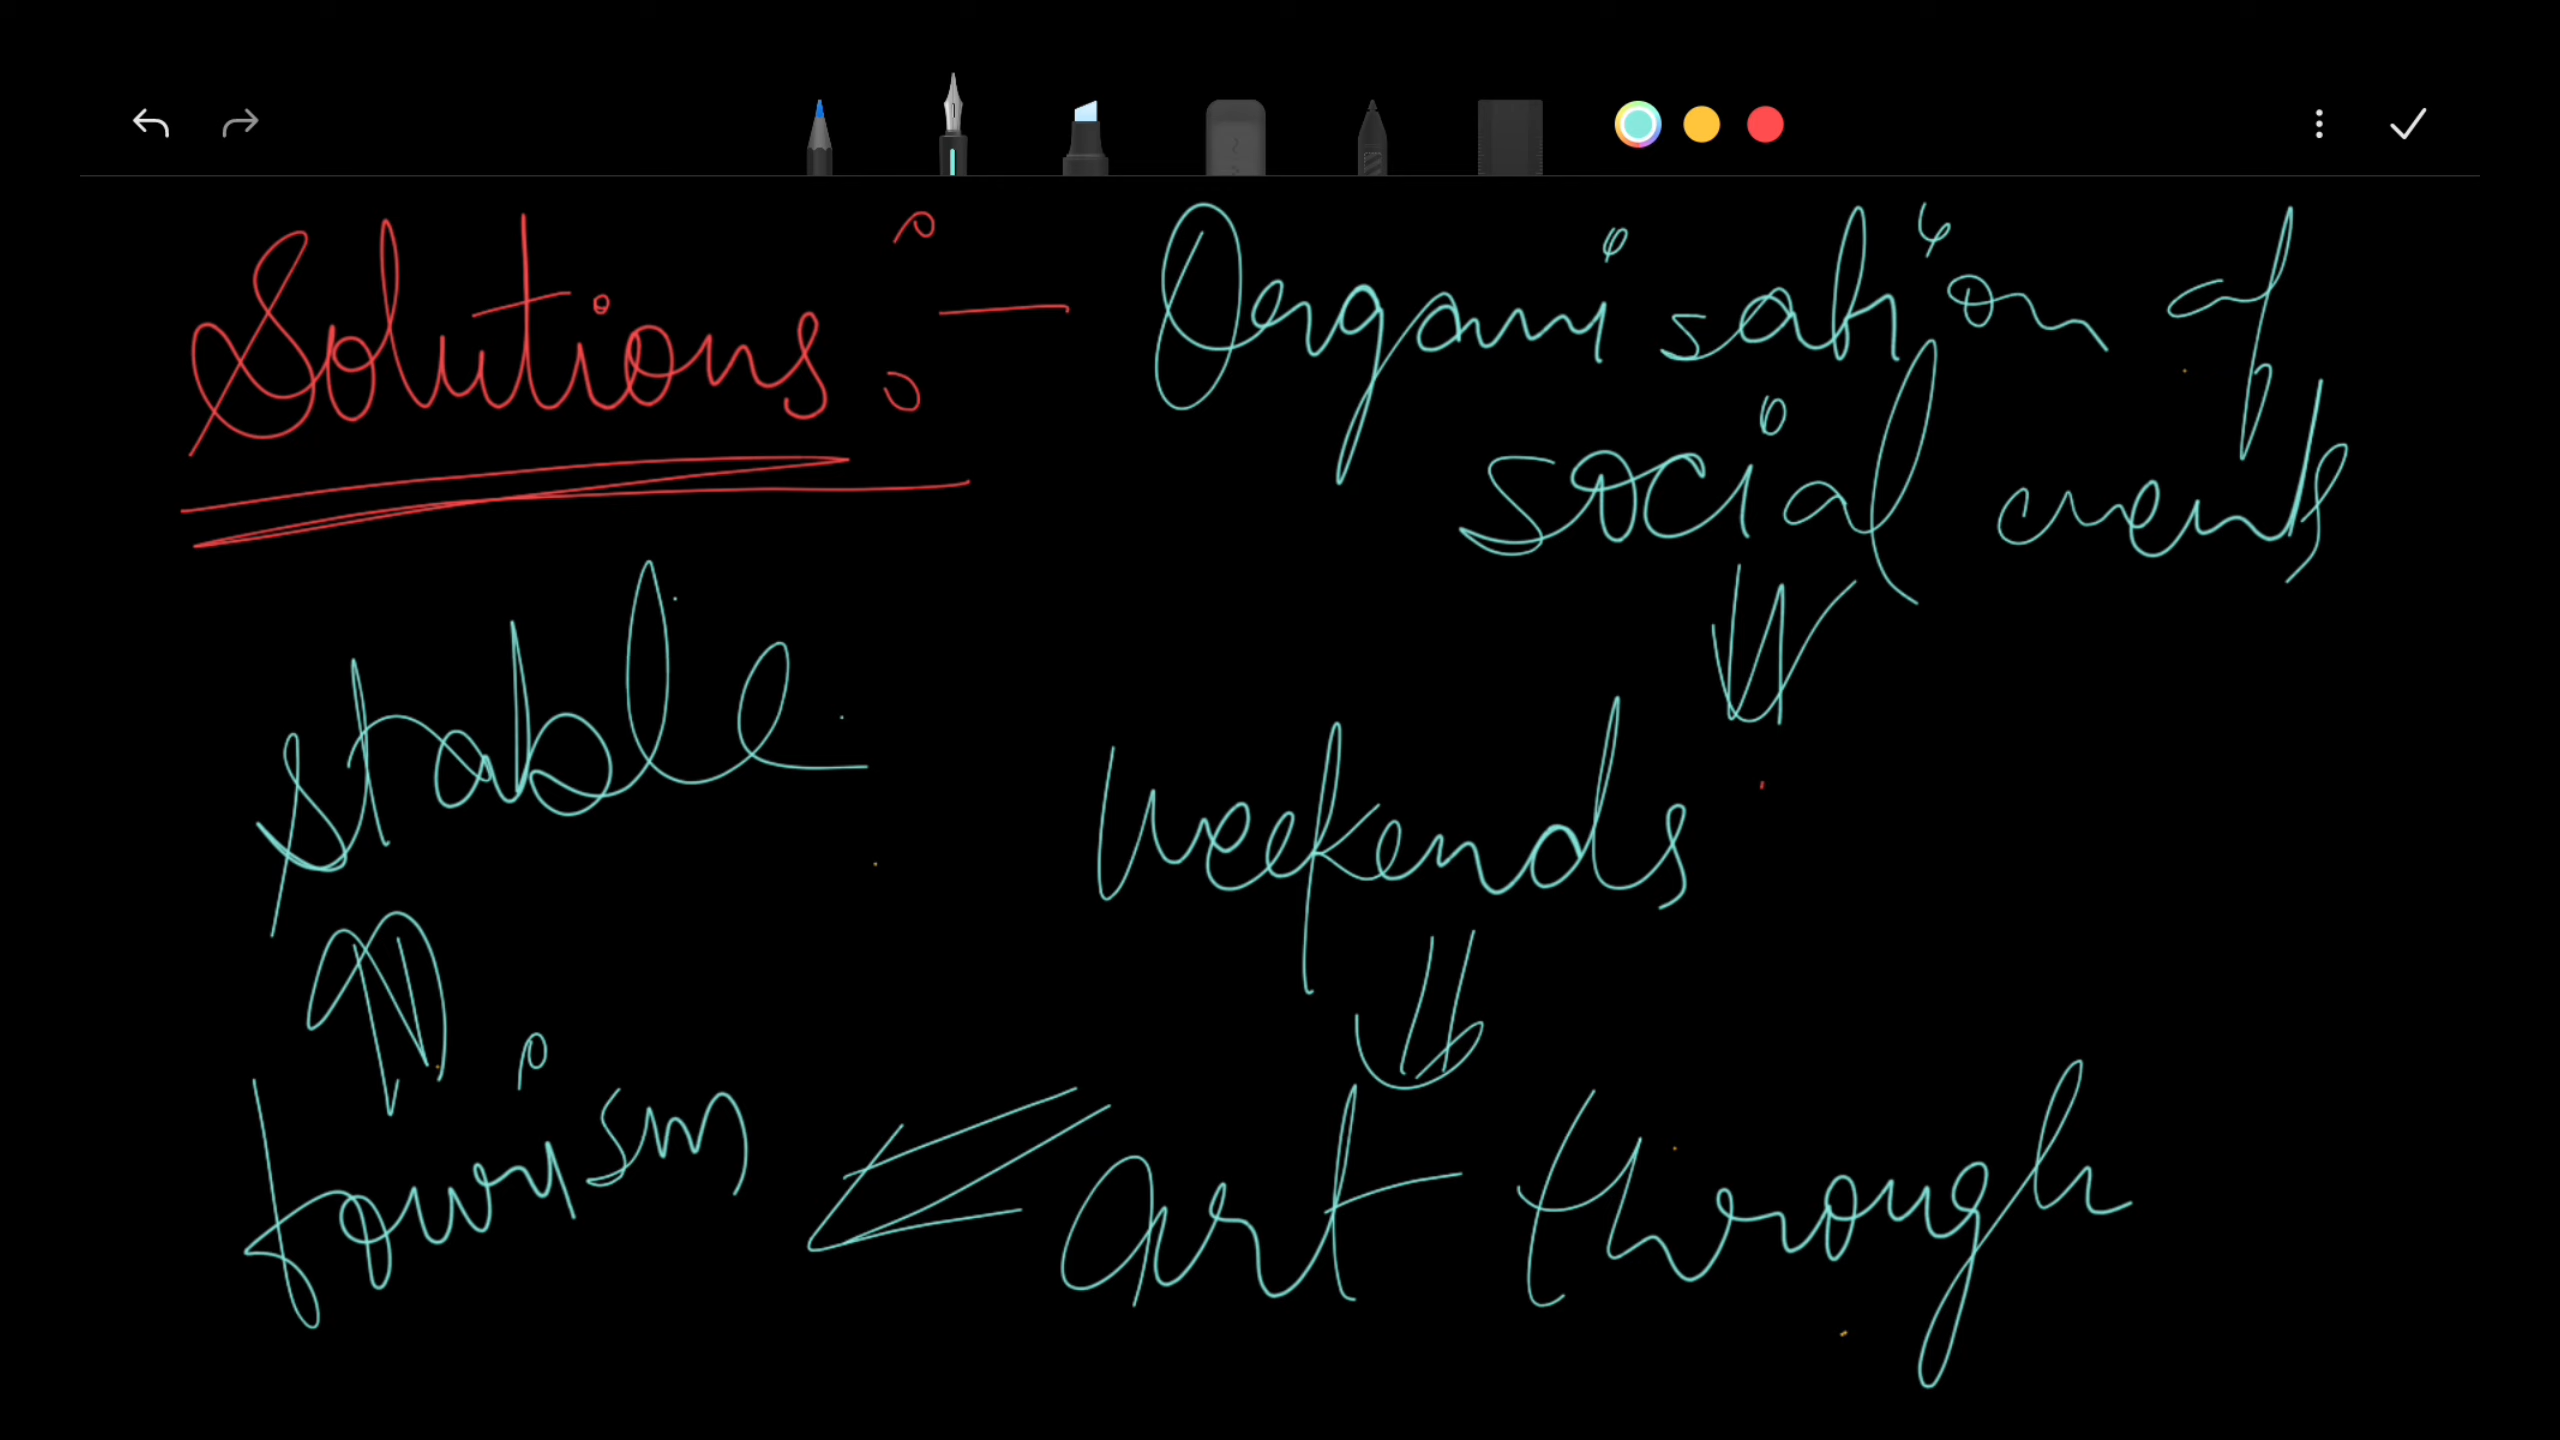 Solutions :- Organisation of
social events
weekends
art through
tourism
stable